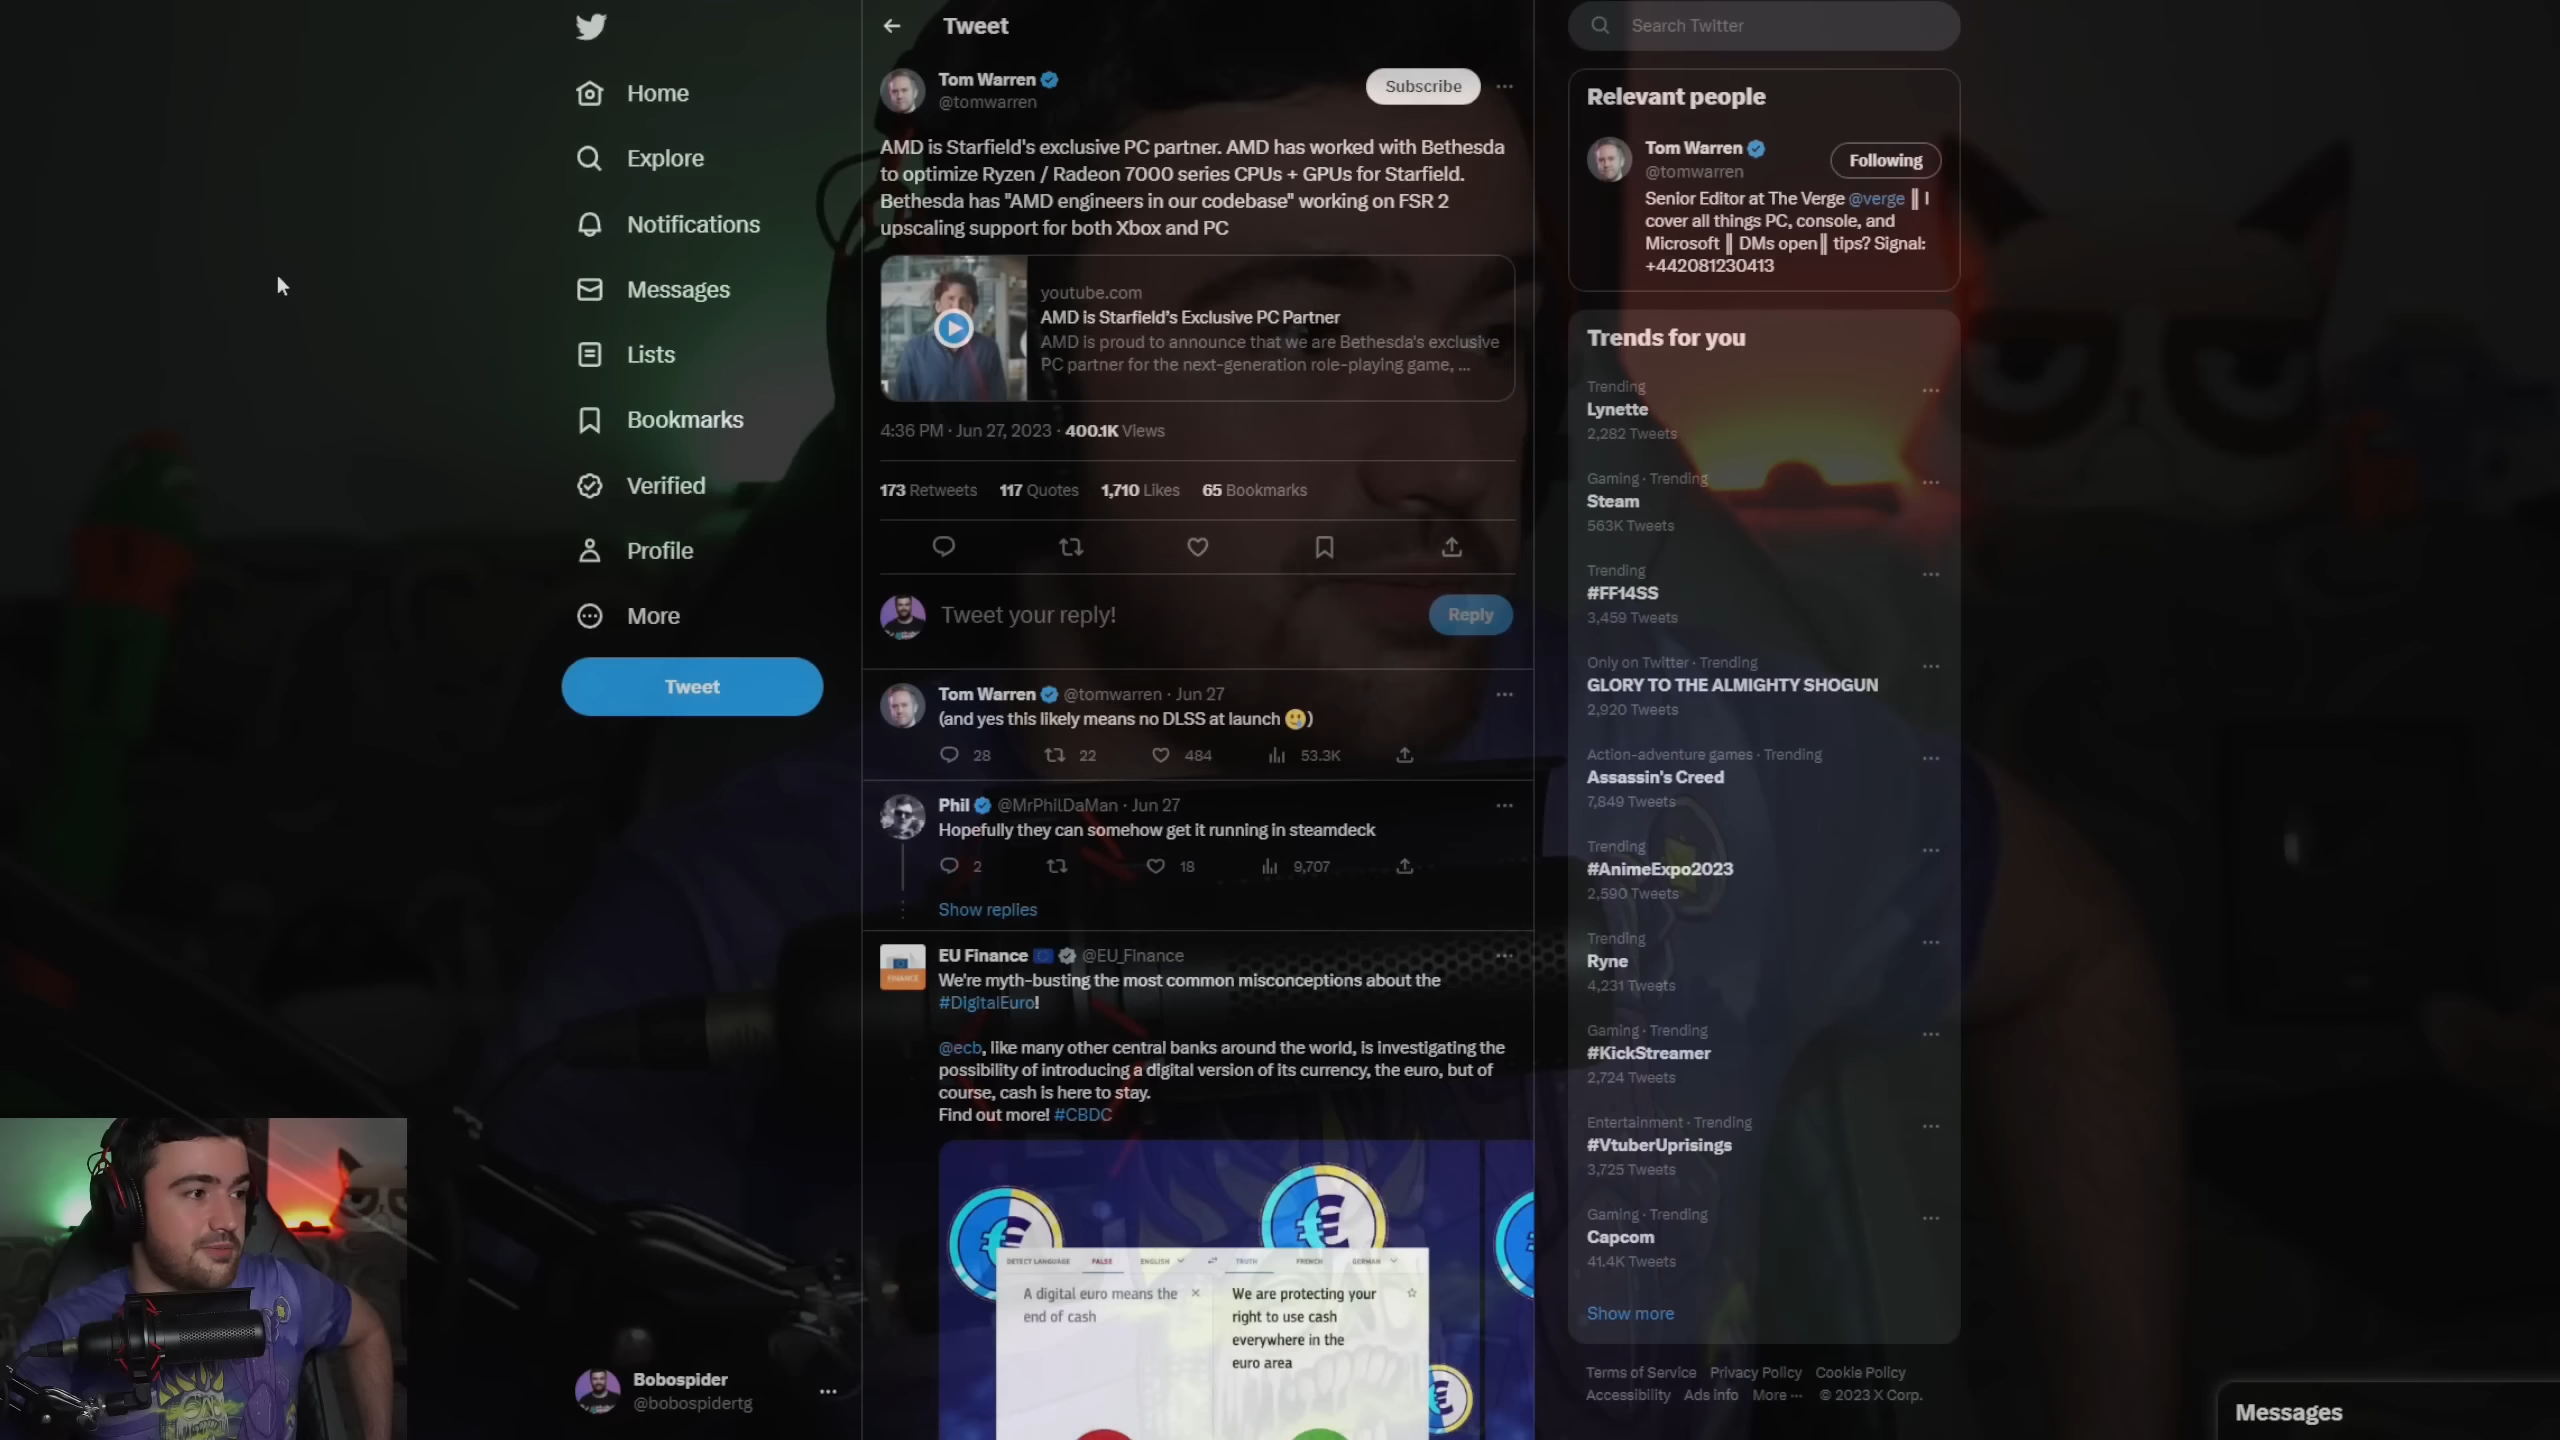 Home
Explore
Notifications
Messages
Lists
Bookmarks
Verified
Profile
More
Tweet
Bobospider
@bobospidertg
Tweet
Tom Warren
@tomwarren
Subscribe
AMD is Starfield's exclusive PC partner. AMD has worked with Bethesda
to optimize Ryzen / Radeon 7000 series CPUs + GPUs for Starfield.
Bethesda has "AMD engineers in our codebase" working on FSR 2
upscaling support for both Xbox and PC
youtube.com
AMD is Starfield's Exclusive PC Partner
AMD is proud to announce that we are Bethesda's exclusive
PC partner for the next-generation role-playing game, ...
4:36 PM · Jun 27, 2023 · 400.1K Views
173 Retweets 117 Quotes 1,710 Likes 65 Bookmarks
Tweet your reply!
Reply
Tom Warren @tomwarren · Jun 27
(and yes this likely means no DLSS at launch 🥲)
28 22 484 53.3K
Phil @MrPhilDaMan · Jun 27
Hopefully they can somehow get it running in steamdeck
2 18 9,707
Show replies
FINANCE
EU Finance @EU_Finance
We're myth-busting the most common misconceptions about the
#DigitalEuro!
@ecb, like many other central banks around the world, is investigating the
possibility of introducing a digital version of its currency, the euro, but of
course, cash is here to stay.
Find out more! #CBDC
DETECT LANGUAGE FALSE ENGLISH TRUTH FRENCH GERMAN
A digital euro means the
end of cash
We are protecting your
right to use cash
everywhere in the
euro area
Search Twitter
Relevant people
Tom Warren
@tomwarren
Following
Senior Editor at The Verge @verge ║ I
cover all things PC, console, and
Microsoft ║ DMs open║ tips? Signal:
+442081230413
Trends for you
Trending
Lynette
2,282 Tweets
Gaming · Trending
Steam
563K Tweets
Trending
#FF14SS
3,459 Tweets
Only on Twitter · Trending
GLORY TO THE ALMIGHTY SHOGUN
2,920 Tweets
Action-adventure games · Trending
Assassin's Creed
7,849 Tweets
Trending
#AnimeExpo2023
2,590 Tweets
Trending
Ryne
4,231 Tweets
Gaming · Trending
#KickStreamer
2,724 Tweets
Entertainment · Trending
#VtuberUprisings
3,725 Tweets
Gaming · Trending
Capcom
41.4K Tweets
Show more
Terms of Service Privacy Policy Cookie Policy
Accessibility Ads info More ··· © 2023 X Corp.
Messages